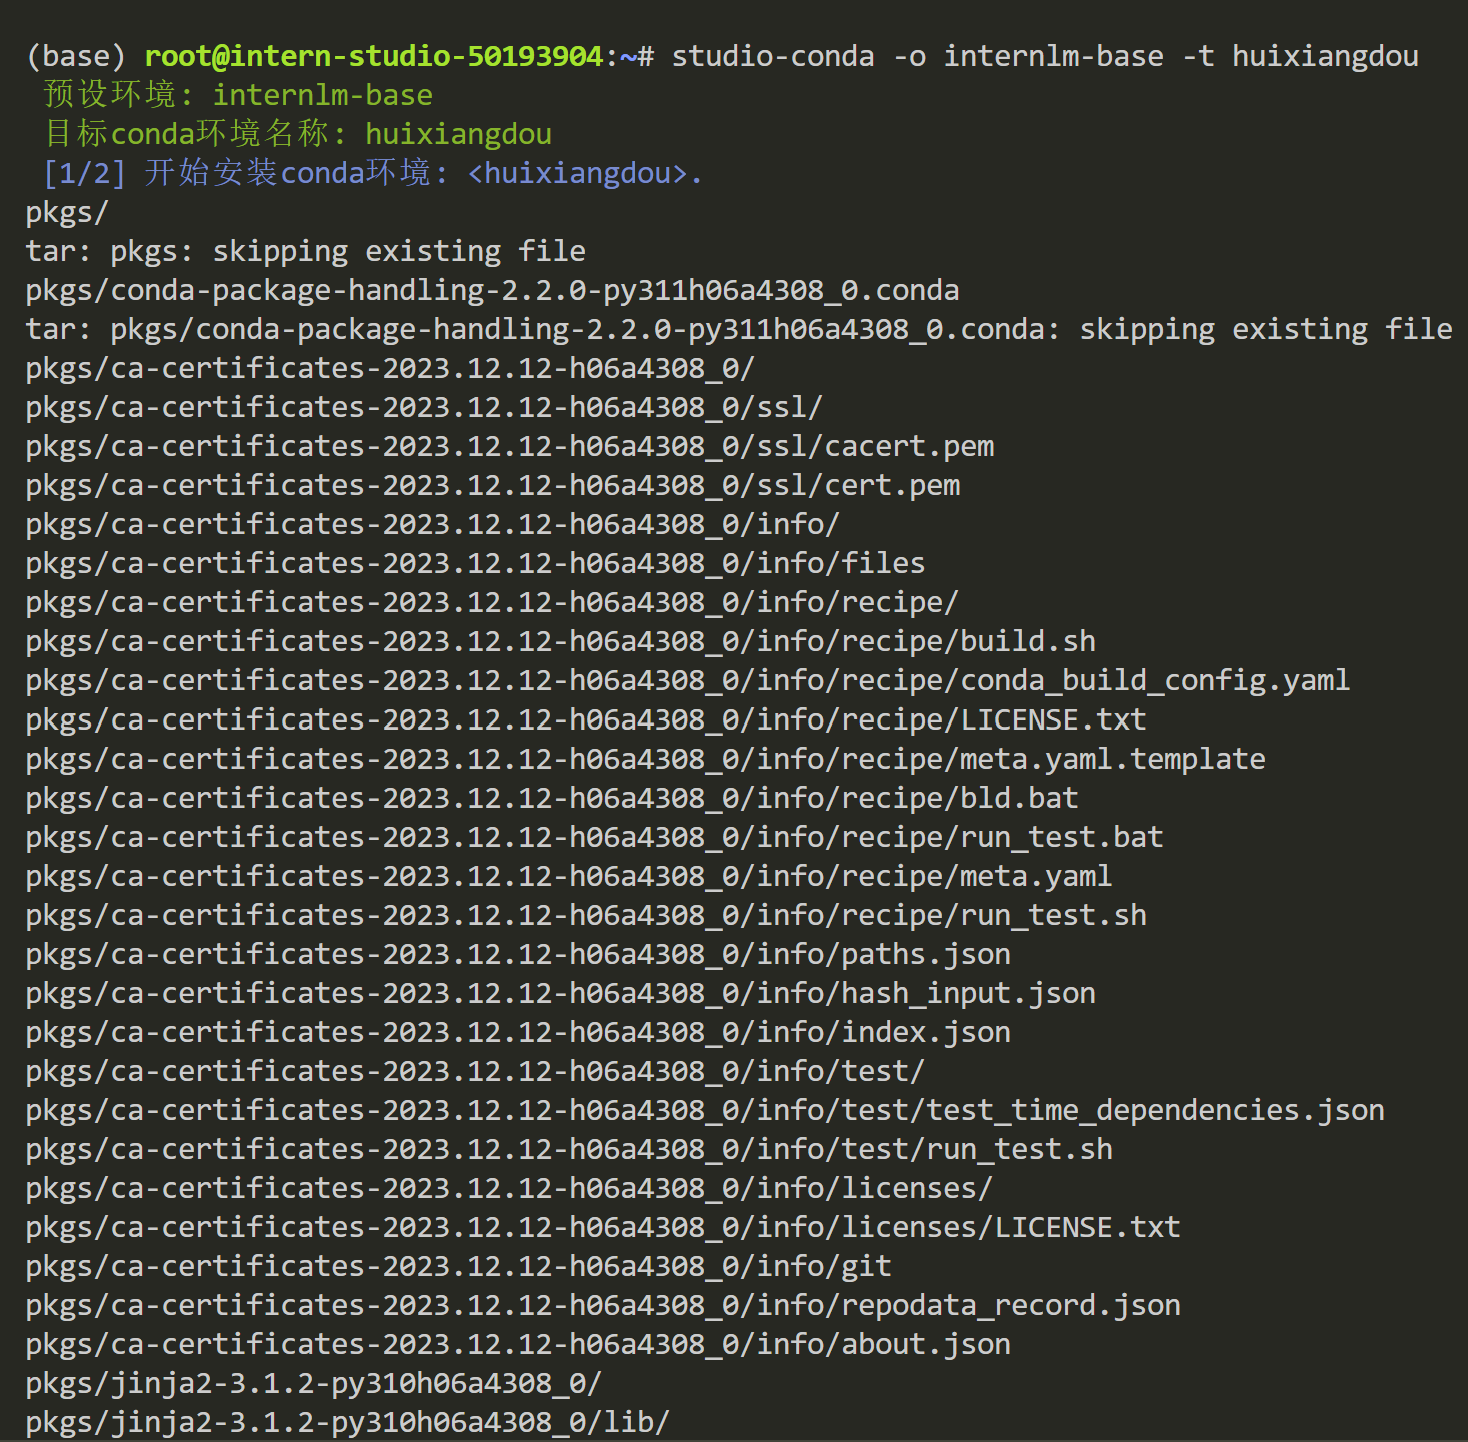 (base) root@intern-studio-50193904:~# studio-conda -o internlm-base -t huixiangdou
预设环境: internlm-base
目标conda环境名称: huixiangdou
[1/2] 开始安装conda环境: <huixiangdou>.
pkgs/
tar: pkgs: skipping existing file
pkgs/conda-package-handling-2.2.0-py311h06a4308_0.conda
tar: pkgs/conda-package-handling-2.2.0-py311h06a4308_0.conda: skipping existing file
pkgs/ca-certificates-2023.12.12-h06a4308_0/
pkgs/ca-certificates-2023.12.12-h06a4308_0/ssl/
pkgs/ca-certificates-2023.12.12-h06a4308_0/ssl/cacert.pem
pkgs/ca-certificates-2023.12.12-h06a4308_0/ssl/cert.pem
pkgs/ca-certificates-2023.12.12-h06a4308_0/info/
pkgs/ca-certificates-2023.12.12-h06a4308_0/info/files
pkgs/ca-certificates-2023.12.12-h06a4308_0/info/recipe/
pkgs/ca-certificates-2023.12.12-h06a4308_0/info/recipe/build.sh
pkgs/ca-certificates-2023.12.12-h06a4308_0/info/recipe/conda_build_config.yaml
pkgs/ca-certificates-2023.12.12-h06a4308_0/info/recipe/LICENSE.txt
pkgs/ca-certificates-2023.12.12-h06a4308_0/info/recipe/meta.yaml.template
pkgs/ca-certificates-2023.12.12-h06a4308_0/info/recipe/bld.bat
pkgs/ca-certificates-2023.12.12-h06a4308_0/info/recipe/run_test.bat
pkgs/ca-certificates-2023.12.12-h06a4308_0/info/recipe/meta.yaml
pkgs/ca-certificates-2023.12.12-h06a4308_0/info/recipe/run_test.sh
pkgs/ca-certificates-2023.12.12-h06a4308_0/info/paths.json
pkgs/ca-certificates-2023.12.12-h06a4308_0/info/hash_input.json
pkgs/ca-certificates-2023.12.12-h06a4308_0/info/index.json
pkgs/ca-certificates-2023.12.12-h06a4308_0/info/test/
pkgs/ca-certificates-2023.12.12-h06a4308_0/info/test/test_time_dependencies.json
pkgs/ca-certificates-2023.12.12-h06a4308_0/info/test/run_test.sh
pkgs/ca-certificates-2023.12.12-h06a4308_0/info/licenses/
pkgs/ca-certificates-2023.12.12-h06a4308_0/info/licenses/LICENSE.txt
pkgs/ca-certificates-2023.12.12-h06a4308_0/info/git
pkgs/ca-certificates-2023.12.12-h06a4308_0/info/repodata_record.json
pkgs/ca-certificates-2023.12.12-h06a4308_0/info/about.json
pkgs/jinja2-3.1.2-py310h06a4308_0/
pkgs/jinja2-3.1.2-py310h06a4308_0/lib/